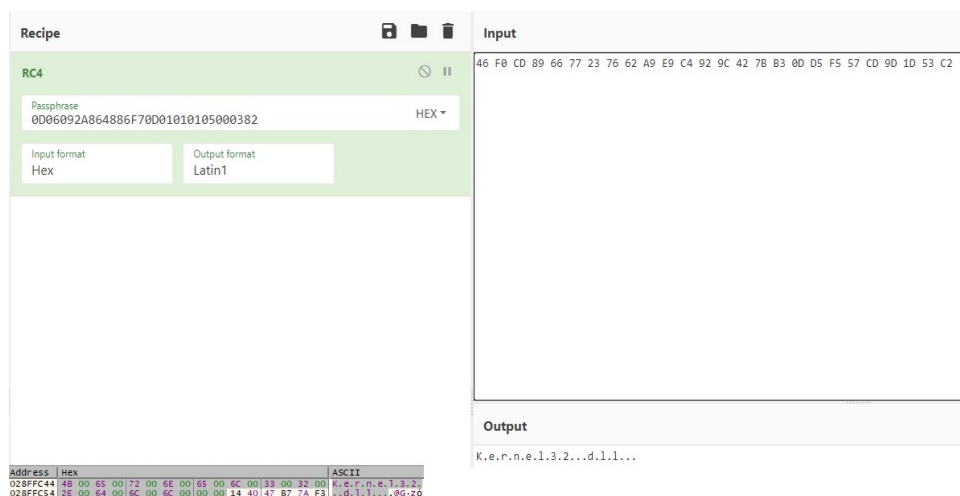 Recipe
RC4
Passphrase
0D06092A864886F70D01010105000382
HEX
Input format
Hex
Output format
Latin1
Input
46 F0 CD 89 66 77 23 76 62 A9 E9 C4 92 9C 42 7B B3 0D D5 F5 57 CD 9D 1D 53 C2
Output
K.e.r.n.e.l.3.2...d.l.l...
Address Hex ASCII
028FFC44 4B 00 65 00 72 00 6E 00 65 00 6C 00 33 00 32 00 K.e.r.n.e.l.3.2.
028FFC54 2E 00 64 00 6C 00 6C 00 00 00 14 40 47 B7 7A F3 ..d.l.l....@G·zó